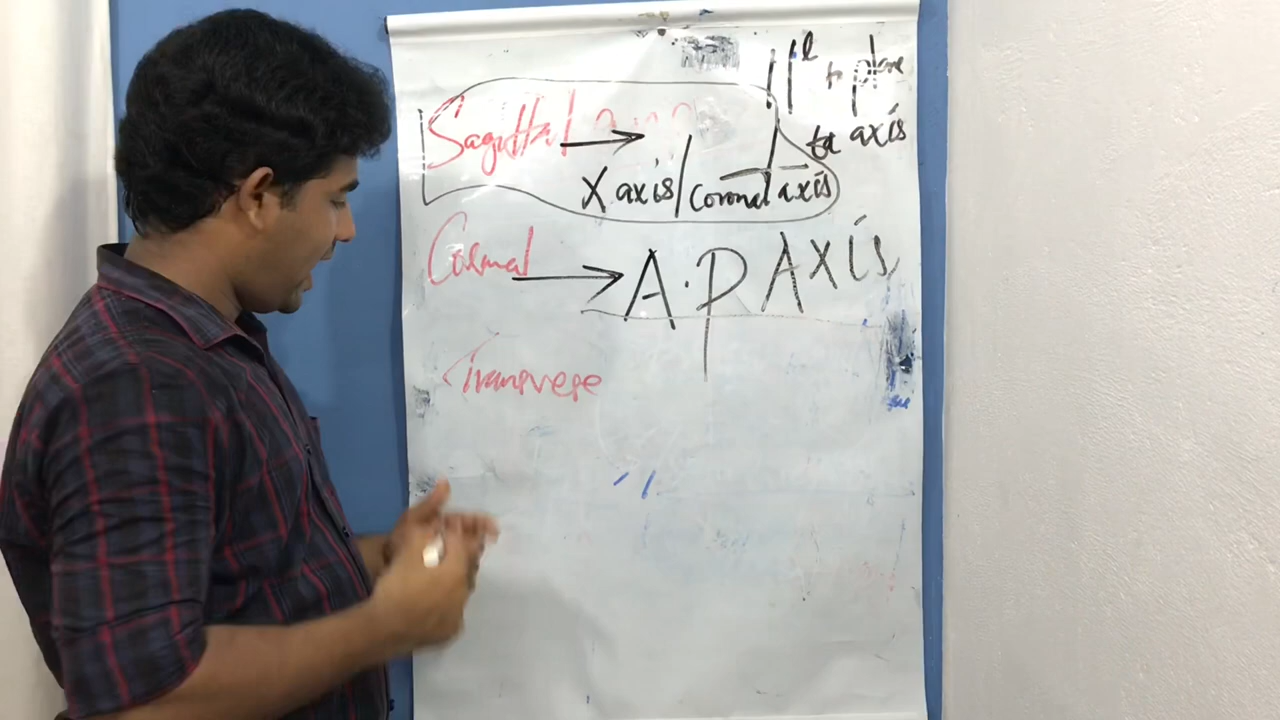 ||l to plane
⊥ to axis
Sagittal → X axis / coronal axis
Coronal → A.P Axis
Transverse